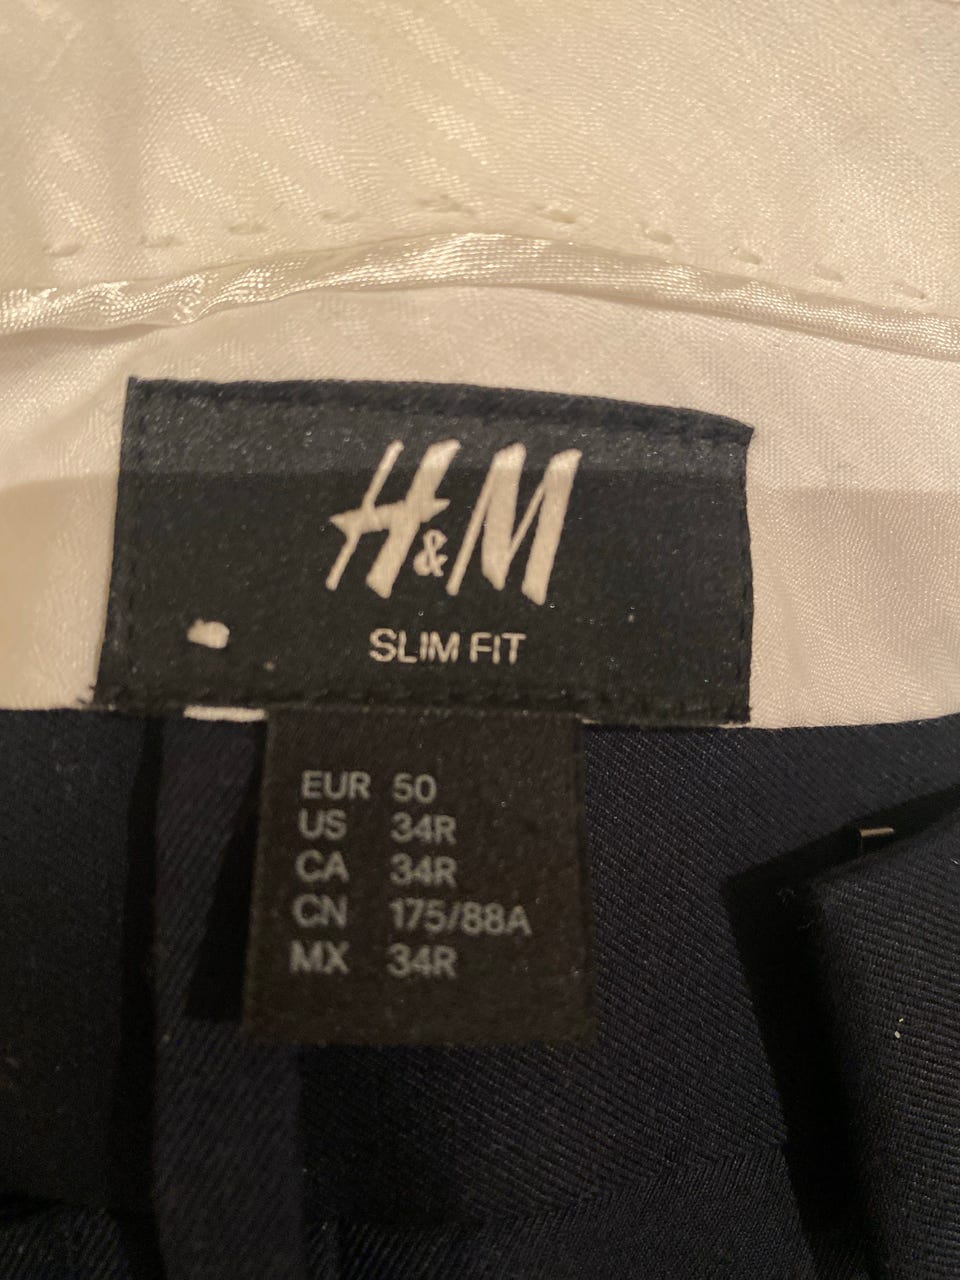 H&M
SLIM FIT
EUR 50
US 34R
CA 34R
CN 175/88A
MX 34R